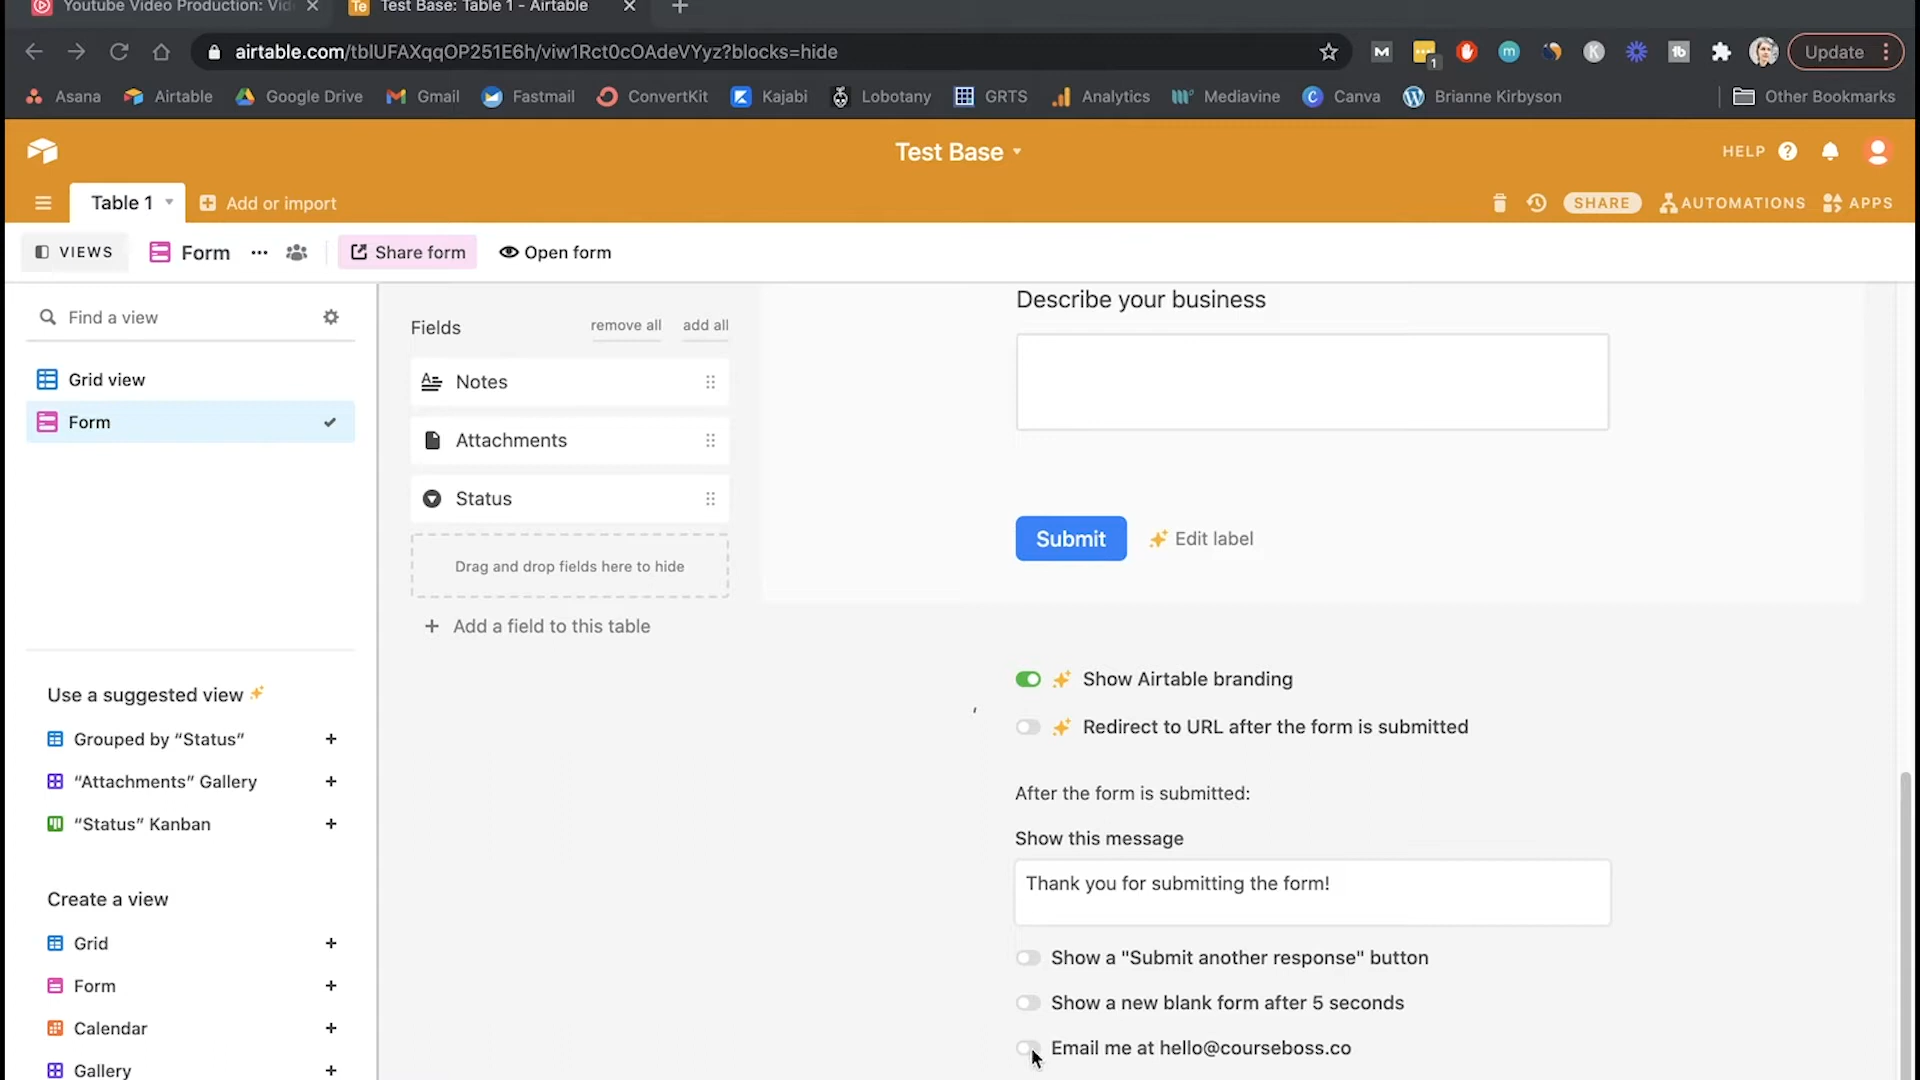 Youtube Video Production: Vid
Test Base: Table 1 - Airtable
airtable.com/tblUFAXqqOP251E6h/viw1Rct0cOAdeVYyz?blocks=hide
1
m
K
tb
Update
Asana
Airtable
Google Drive
Gmail
Fastmail
ConvertKit
Kajabi
Lobotany
GRTS
Analytics
Mediavine
Canva
Brianne Kirbyson
Other Bookmarks
Test Base
HELP
Table 1
Add or import
SHARE
AUTOMATIONS
APPS
VIEWS
Form
Share form
Open form
Find a view
Grid view
Form
Use a suggested view
Grouped by “Status”
“Attachments” Gallery
“Status” Kanban
Create a view
Grid
Form
Calendar
Gallery
Fields
remove all
add all
Notes
Attachments
Status
Drag and drop fields here to hide
+ Add a field to this table
Describe your business
Submit
Edit label
Show Airtable branding
Redirect to URL after the form is submitted
After the form is submitted:
Show this message
Thank you for submitting the form!
Show a "Submit another response" button
Show a new blank form after 5 seconds
Email me at hello@courseboss.co